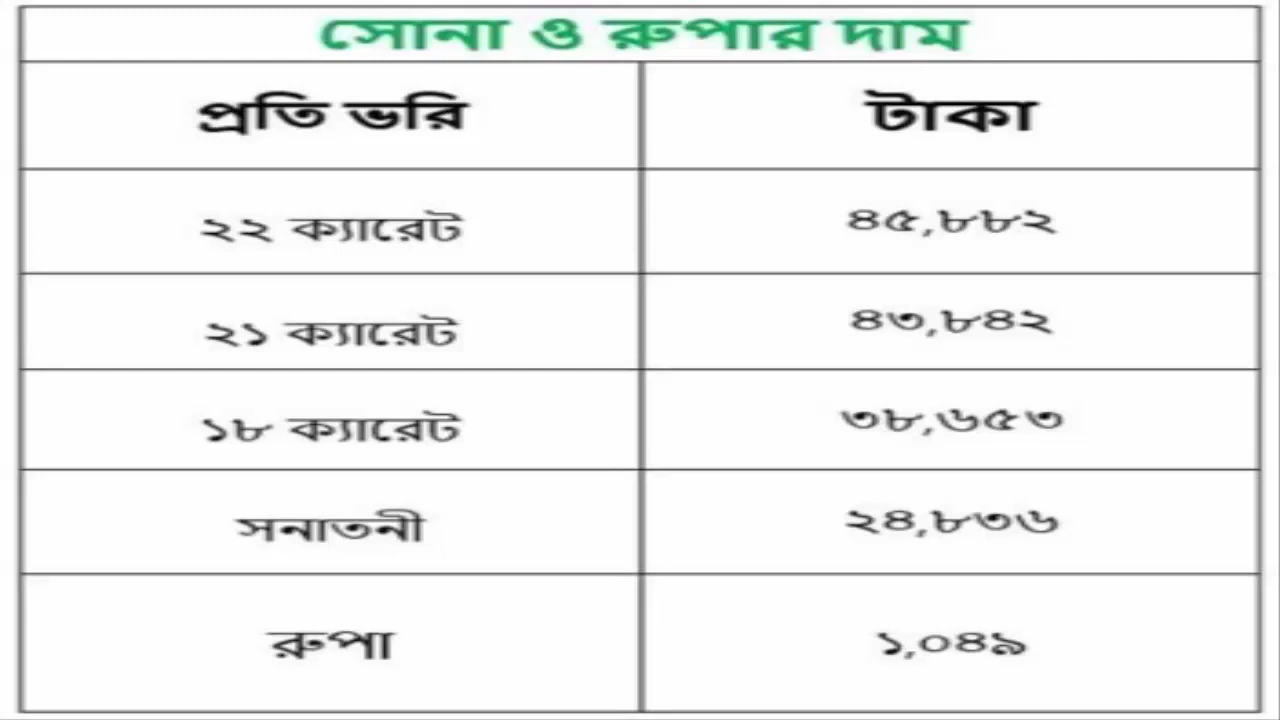 সোনা ও রুপার দাম
প্রতি ভরি টাকা
২২ ক্যারেট ৪৫,৮৮২
২১ ক্যারেট ৪৩,৮৪২
১৮ ক্যারেট ৩৮,৬৫৩
সনাতনী ২৪,৮৩৬
রুপা ১,০৪৯